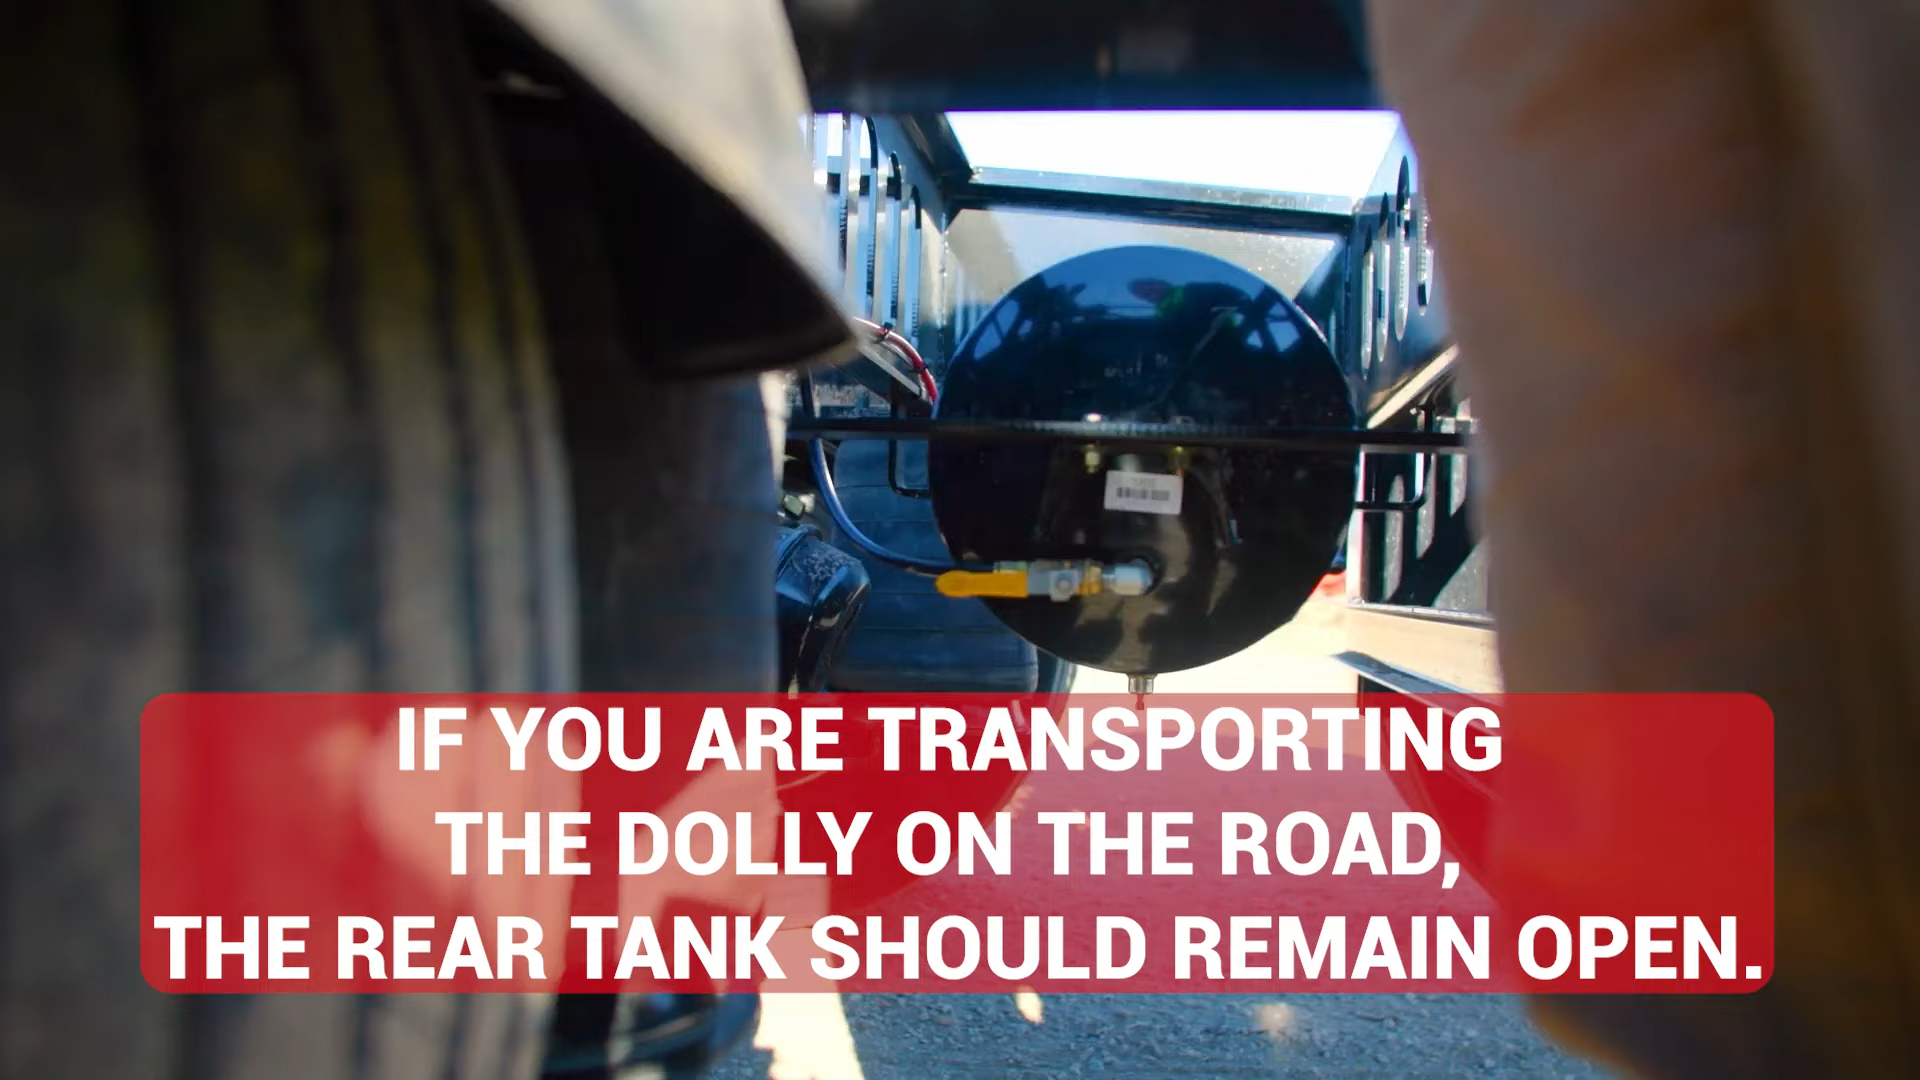 IF YOU ARE TRANSPORTING
THE DOLLY ON THE ROAD,
THE REAR TANK SHOULD REMAIN OPEN.